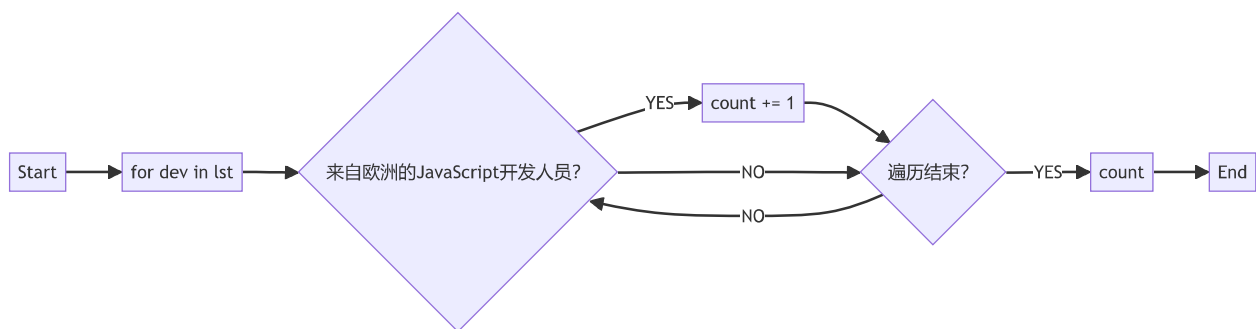 Start
for dev in lst
来自欧洲的JavaScript开发人员?
YES
count += 1
NO
NO
遍历结束?
YES
count
End